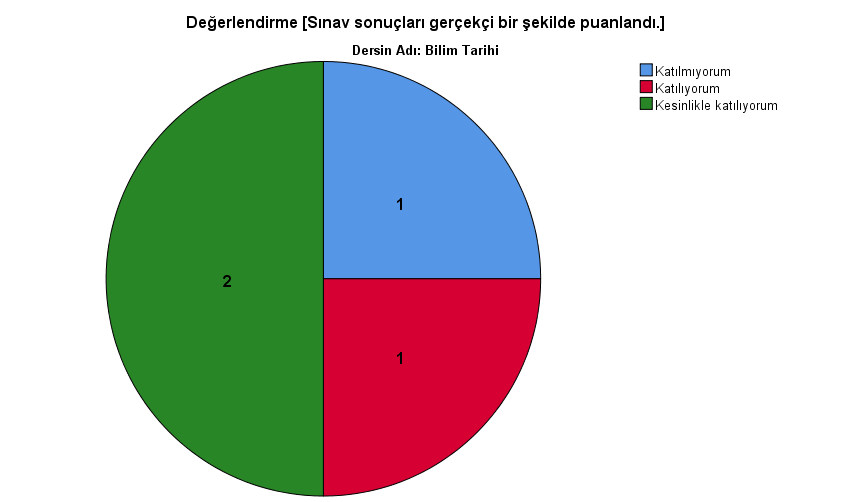 Değerlendirme [Sınav sonuçları gerçekçi bir şekilde puanlandı.]
Dersin Adı: Bilim Tarihi
Katılmıyorum
Katılıyorum
Kesinlikle katılıyorum
1
2
1